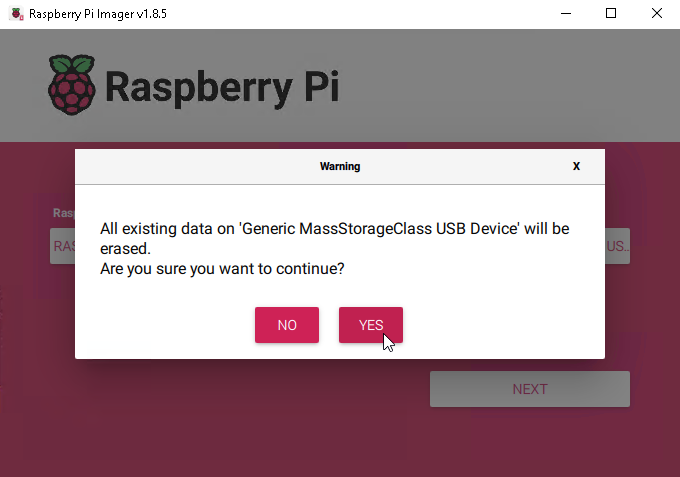 Raspberry Pi Imager v1.8.5
Raspberry Pi
Warning
X
Rasp
All existing data on 'Generic MassStorageClass USB Device' will be
erased.
Are you sure you want to continue?
RAS
US...
NO
YES
NEXT